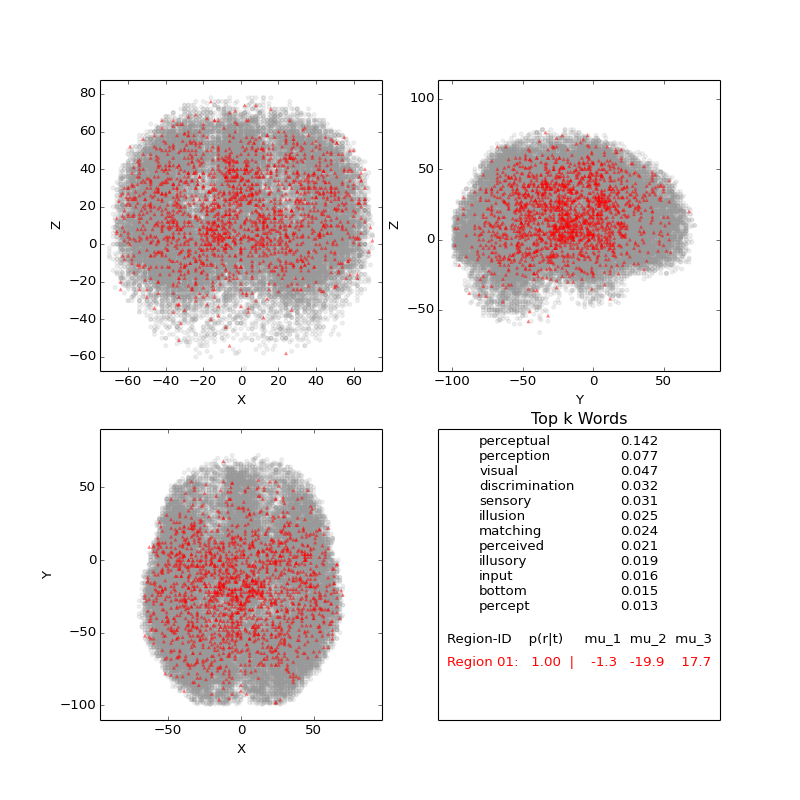 80
60
40
20
0
−20
−40
−60
Z
−60 −40 −20 0 20 40 60
X
100
50
0
−50
Z
−100 −50 0 50
Y
50
0
−50
−100
Y
−50 0 50
X
Top k Words
perceptual 0.142
perception 0.077
visual 0.047
discrimination 0.032
sensory 0.031
illusion 0.025
matching 0.024
perceived 0.021
illusory 0.019
input 0.016
bottom 0.015
percept 0.013
Region-ID p(r|t) mu_1 mu_2 mu_3
Region 01: 1.00 | -1.3 -19.9 17.7